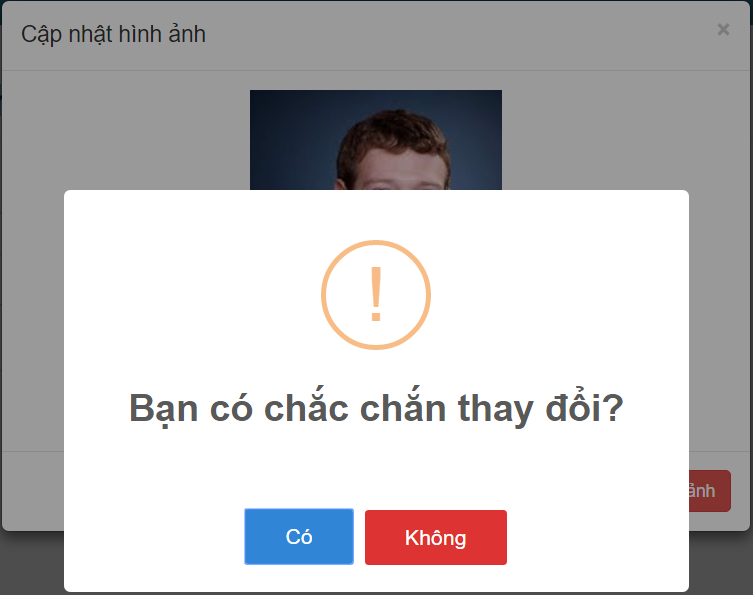 Cập nhật hình ảnh
×
!
Bạn có chắc chắn thay đổi?
ảnh
Có
Không